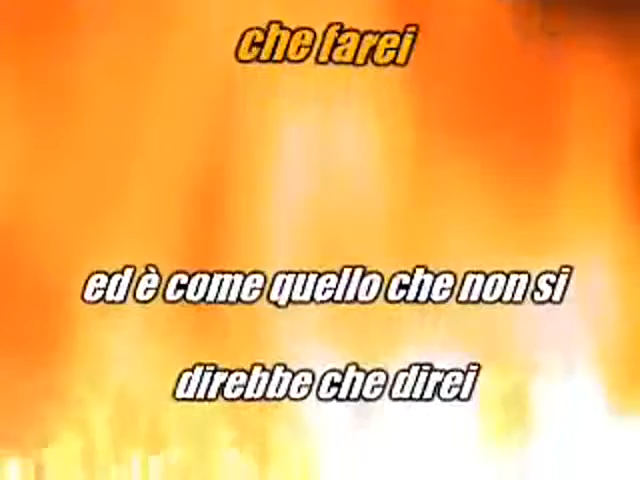 che farei
ed è come quello che non si
direbbe che direi